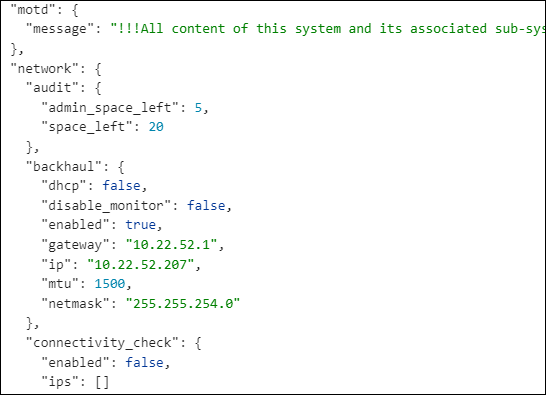 "motd": {
"message": "!!!All content of this system and its associated sub-sys
},
"network": {
"audit": {
"admin_space_left": 5,
"space_left": 20
},
"backhaul": {
"dhcp": false,
"disable_monitor": false,
"enabled": true,
"gateway": "10.22.52.1",
"ip": "10.22.52.207",
"mtu": 1500,
"netmask": "255.255.254.0"
},
"connectivity_check": {
"enabled": false,
"ips": []